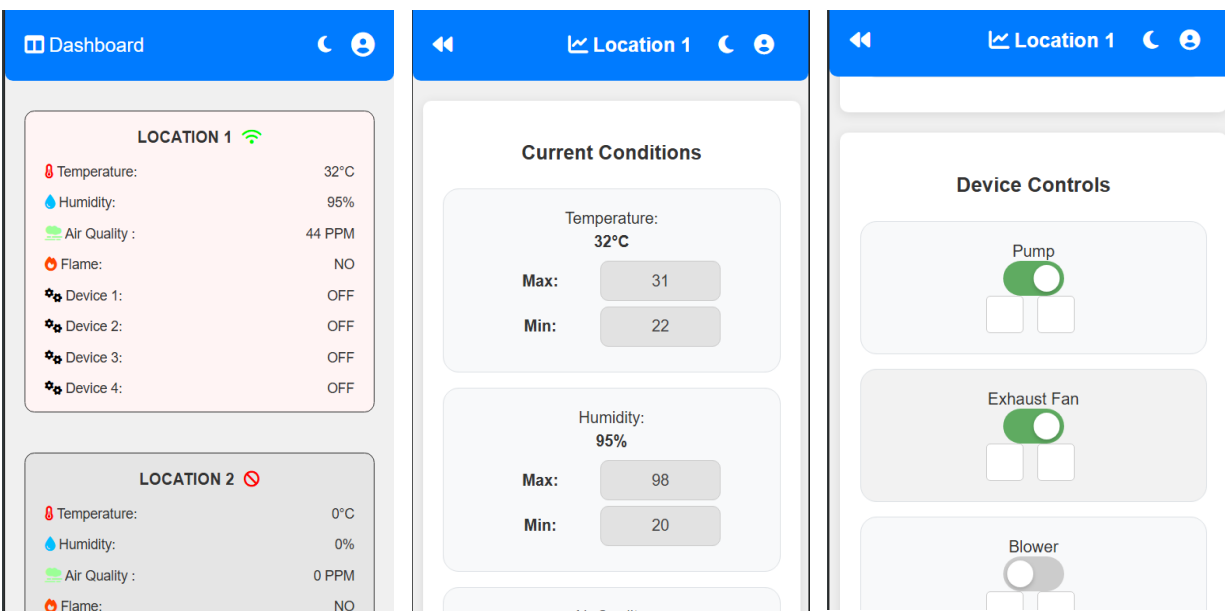 Dashboard
LOCATION 1
Temperature: 32°C
Humidity: 95%
Air Quality : 44 PPM
Flame: NO
Device 1: OFF
Device 2: OFF
Device 3: OFF
Device 4: OFF
LOCATION 2
Temperature: 0°C
Humidity: 0%
Air Quality : 0 PPM
Flame: NO
Location 1
Current Conditions
Temperature:
32°C
Max: 31
Min: 22
Humidity:
95%
Max: 98
Min: 20
Location 1
Device Controls
Pump
Exhaust Fan
Blower